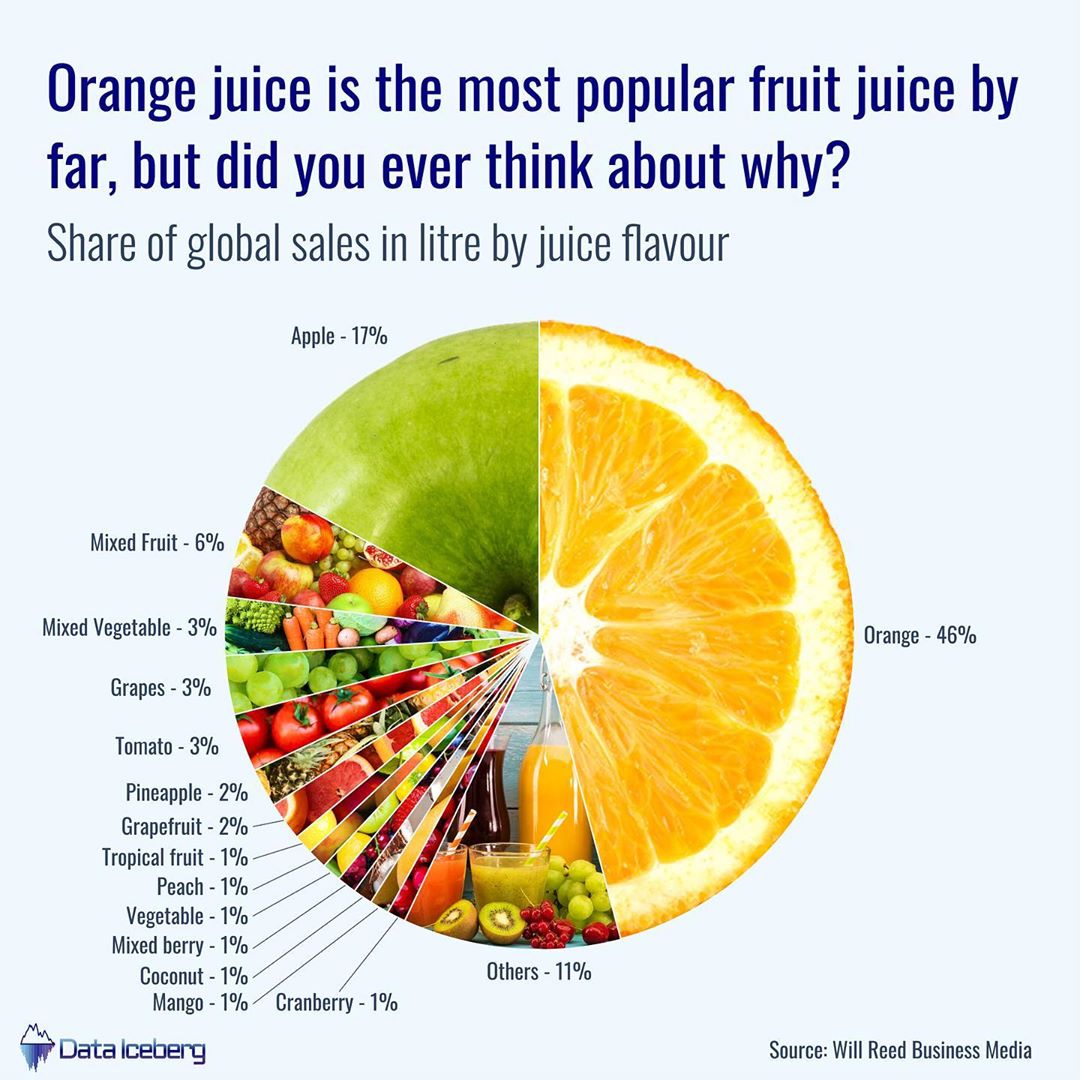 Orange juice is the most popular fruit juice by
far, but did you ever think about why?
Share of global sales in litre by juice flavour
Apple - 17%
Mixed Fruit - 6%
Mixed Vegetable - 3%
Orange - 46%
Grapes - 3%
Tomato - 3%
Pineapple - 2%
Grapefruit - 2%
Tropical fruit - 1%
Peach - 1%
Vegetable - 1%
Mixed berry - 1%
Coconut - 1%
Mango - 1%
Cranberry - 1%
Others - 11%
Data Iceberg
Source: Will Reed Business Media